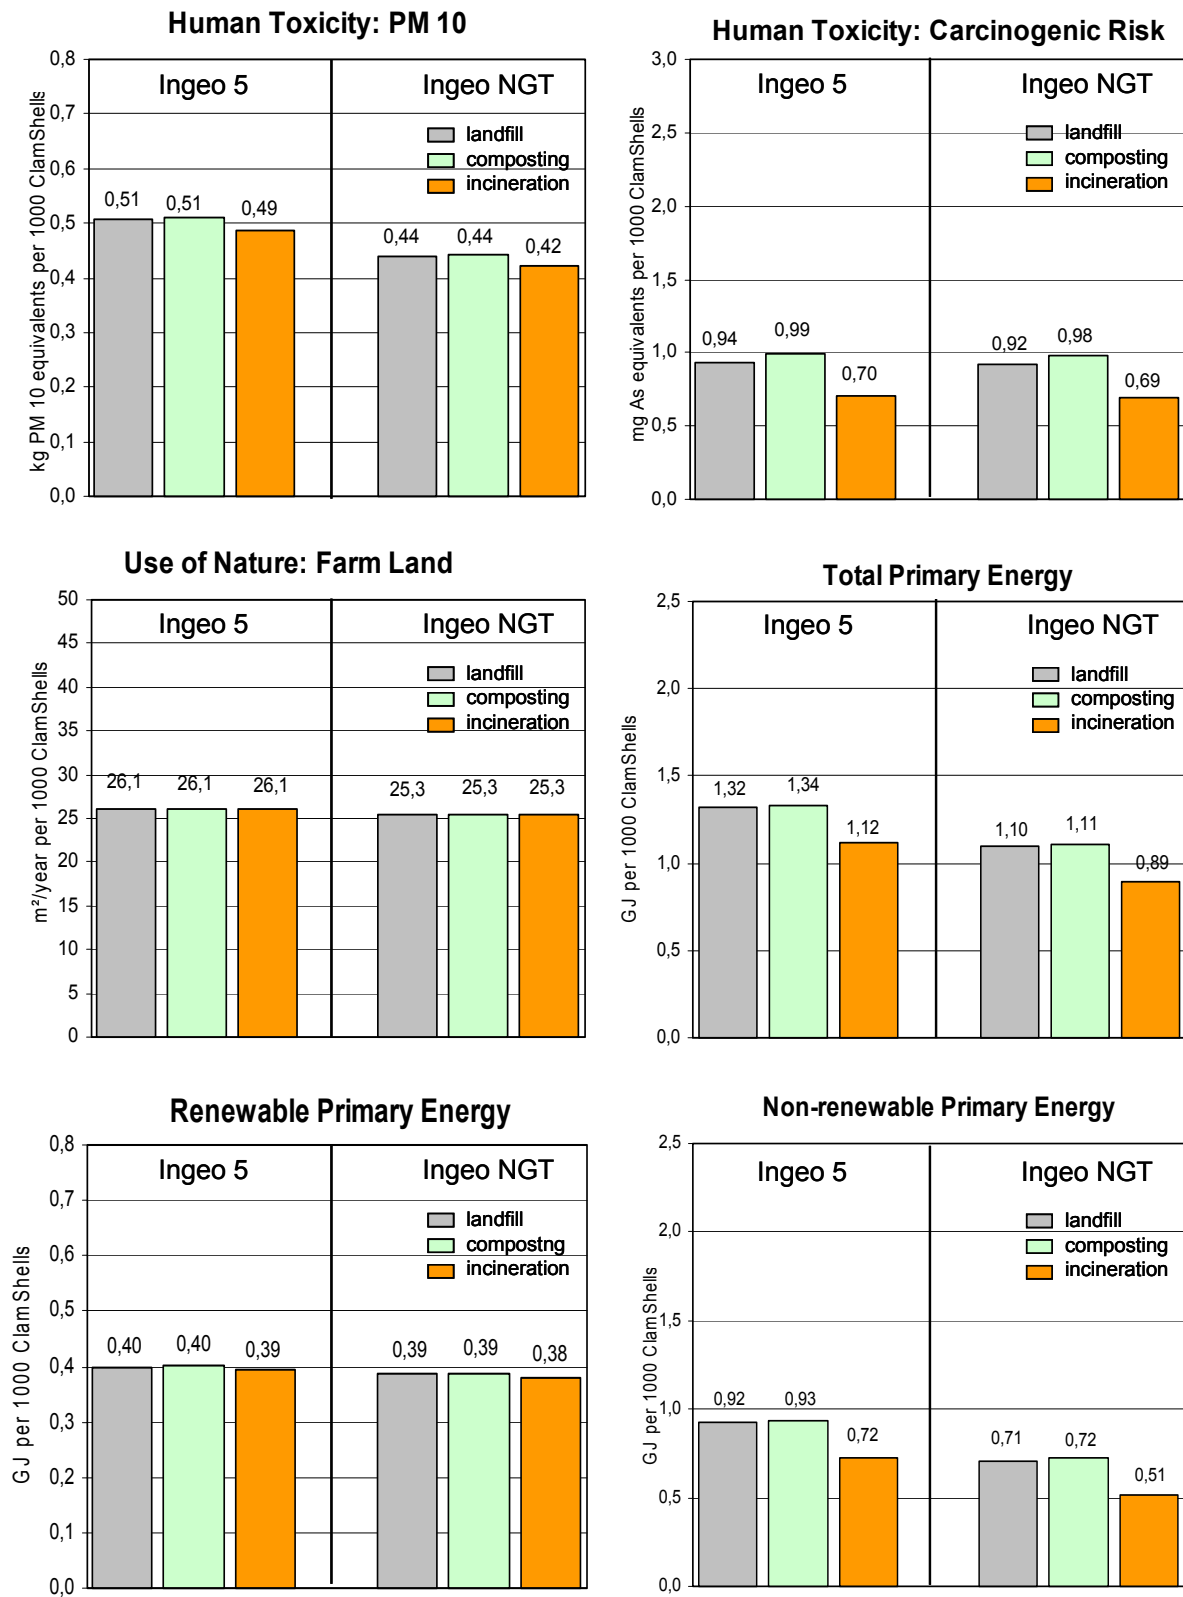 Human Toxicity: PM 10
kg PM 10 equivalents per 1000 ClamShells
0,8
0,7
0,6
0,5
0,4
0,3
0,2
0,1
0,0
Ingeo 5
Ingeo NGT
landfill
composting
incineration
0,51
0,51
0,49
0,44
0,44
0,42
Human Toxicity: Carcinogenic Risk
mg As equivalents per 1000 ClamShells
3,0
2,5
2,0
1,5
1,0
0,5
0,0
Ingeo 5
Ingeo NGT
landfill
composting
incineration
0,94
0,99
0,70
0,92
0,98
0,69
Use of Nature: Farm Land
m²/year per 1000 ClamShells
50
45
40
35
30
25
20
15
10
5
0
Ingeo 5
Ingeo NGT
landfill
composting
incineration
26,1
26,1
26,1
25,3
25,3
25,3
Total Primary Energy
GJ per 1000 ClamShells
2,5
2,0
1,5
1,0
0,5
0,0
Ingeo 5
Ingeo NGT
landfill
composting
incineration
1,32
1,34
1,12
1,10
1,11
0,89
Renewable Primary Energy
GJ per 1000 ClamShells
0,8
0,7
0,6
0,5
0,4
0,3
0,2
0,1
0,0
Ingeo 5
Ingeo NGT
landfill
compostng
incineration
0,40
0,40
0,39
0,39
0,39
0,38
Non-renewable Primary Energy
GJ per 1000 ClamShells
2,5
2,0
1,5
1,0
0,5
0,0
Ingeo 5
Ingeo NGT
landfill
composting
incineration
0,92
0,93
0,72
0,71
0,72
0,51